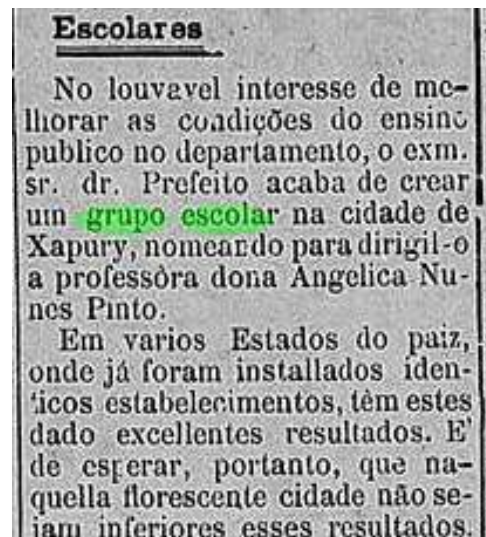 Escolares
No louvavel interesse de me-
lhorar as condições do ensino
publico no departamento, o exm.
sr. dr. Prefeito acaba de crear
um grupo escolar na cidade de
Xapury, nomeando para dirigil-o
a professôra dona Angelica Nu-
nes Pinto.
Em varios Estados do paiz,
onde já foram installados iden-
ticos estabelecimentos, têm estes
dado excellentes resultados. E'
de esperar, portanto, que na-
quella florescente cidade não se-
jam inferiores esses resultados.